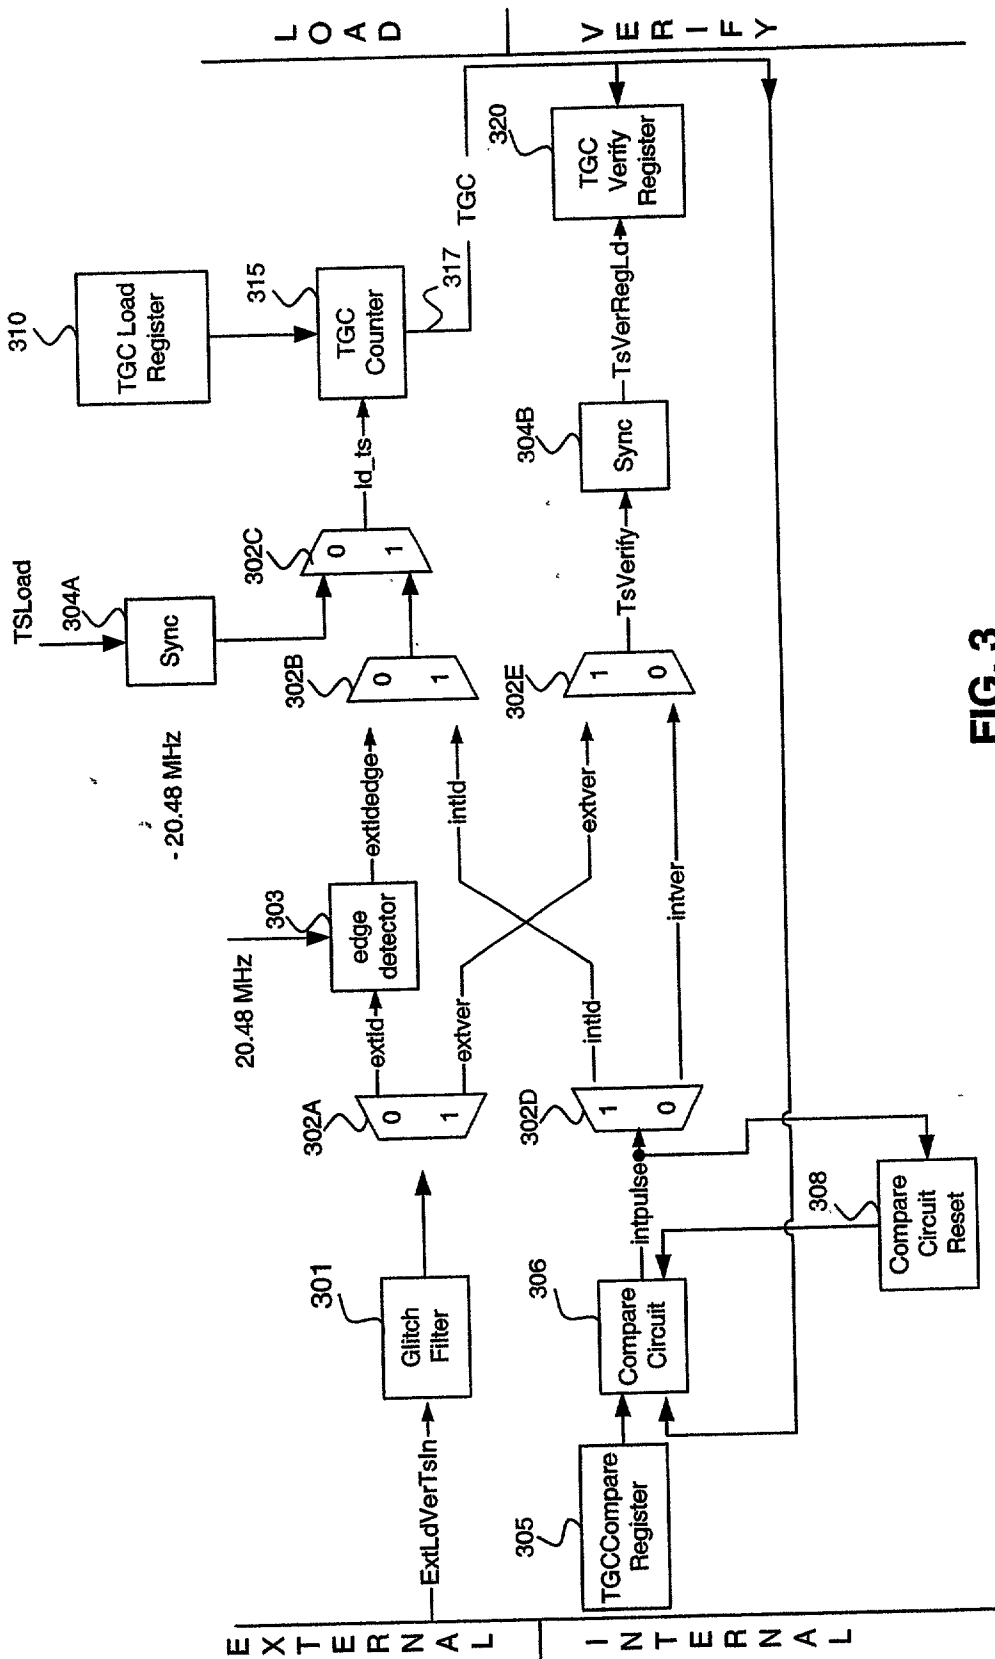 LOAD
VERIFY
310
TGC Load
Register
315
TGC
Counter
317
TGC
320
TGC
Verify
Register
TSLoad
304A
Sync
302C
0
1
ld_ts
304B
Sync
TsVerRegLd
302B
0
1
302E
1
0
TsVerify
- 20.48 MHz
20.48 MHz
303
edge
detector
extldedge
intld
extver
intver
extld
extver
intld
302A
0
1
302D
1
0
301
Glitch
Filter
ExtLdVerTsIn
intpulse
306
Compare
Circuit
308
Compare
Circuit
Reset
305
TGCCompare
Register
EXTERNAL
INTERNAL
FIG. 3